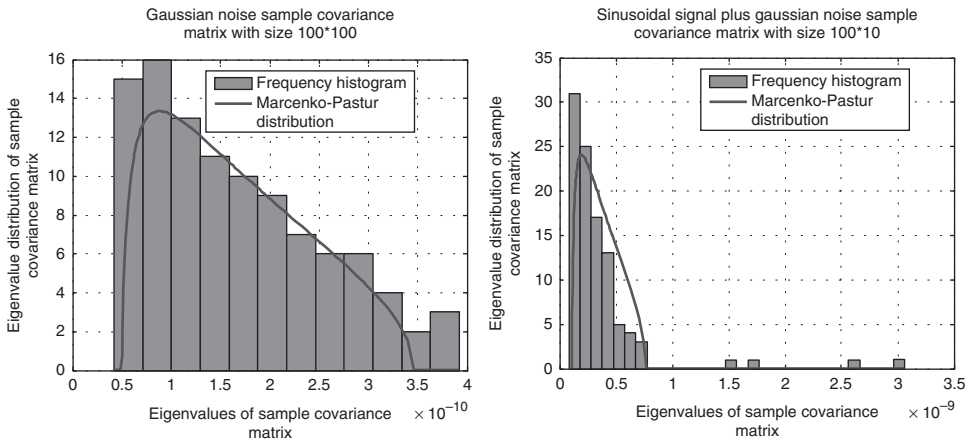 Gaussian noise sample covariance
matrix with size 100*100
Eigenvalue distribution of sample
covariance matrix
16
14
12
10
8
6
4
2
0
Frequency histogram
Marcenko-Pastur
distribution
0 0.5 1 1.5 2 2.5 3 3.5 4
Eigenvalues of sample covariance
matrix
× 10⁻¹⁰
Sinusoidal signal plus gaussian noise sample
covariance matrix with size 100*10
Eigenvalue distribution of sample
covariance matrix
35
30
25
20
15
10
5
0
Frequency histogram
Marcenko-Pastur
distribution
0 0.5 1 1.5 2 2.5 3 3.5
Eigenvalues of sample covariance
matrix
× 10⁻⁹